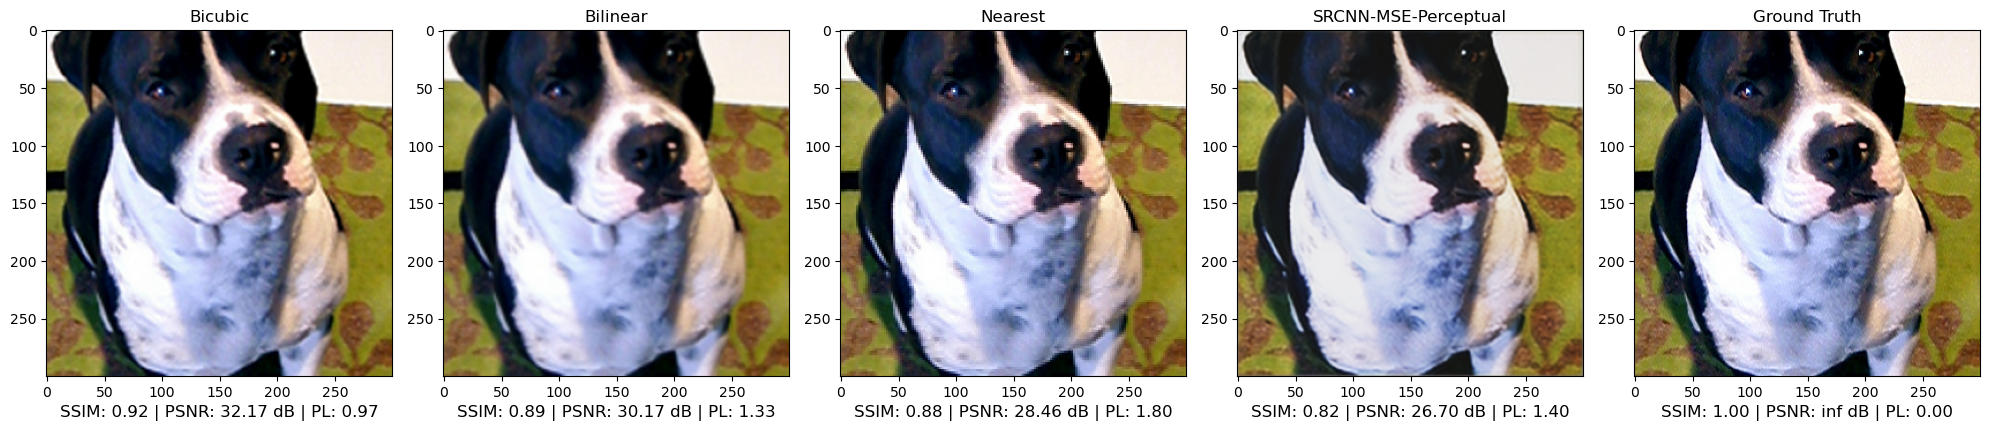 Bicubic
Bilinear
Nearest
SRCNN-MSE-Perceptual
Ground Truth
0
50
100
150
200
250
0
50
100
150
200
250
0
50
100
150
200
250
0
50
100
150
200
250
0
50
100
150
200
250
0 50 100 150 200 250
0 50 100 150 200 250
0 50 100 150 200 250
0 50 100 150 200 250
0 50 100 150 200 250
SSIM: 0.92 | PSNR: 32.17 dB | PL: 0.97
SSIM: 0.89 | PSNR: 30.17 dB | PL: 1.33
SSIM: 0.88 | PSNR: 28.46 dB | PL: 1.80
SSIM: 0.82 | PSNR: 26.70 dB | PL: 1.40
SSIM: 1.00 | PSNR: inf dB | PL: 0.00